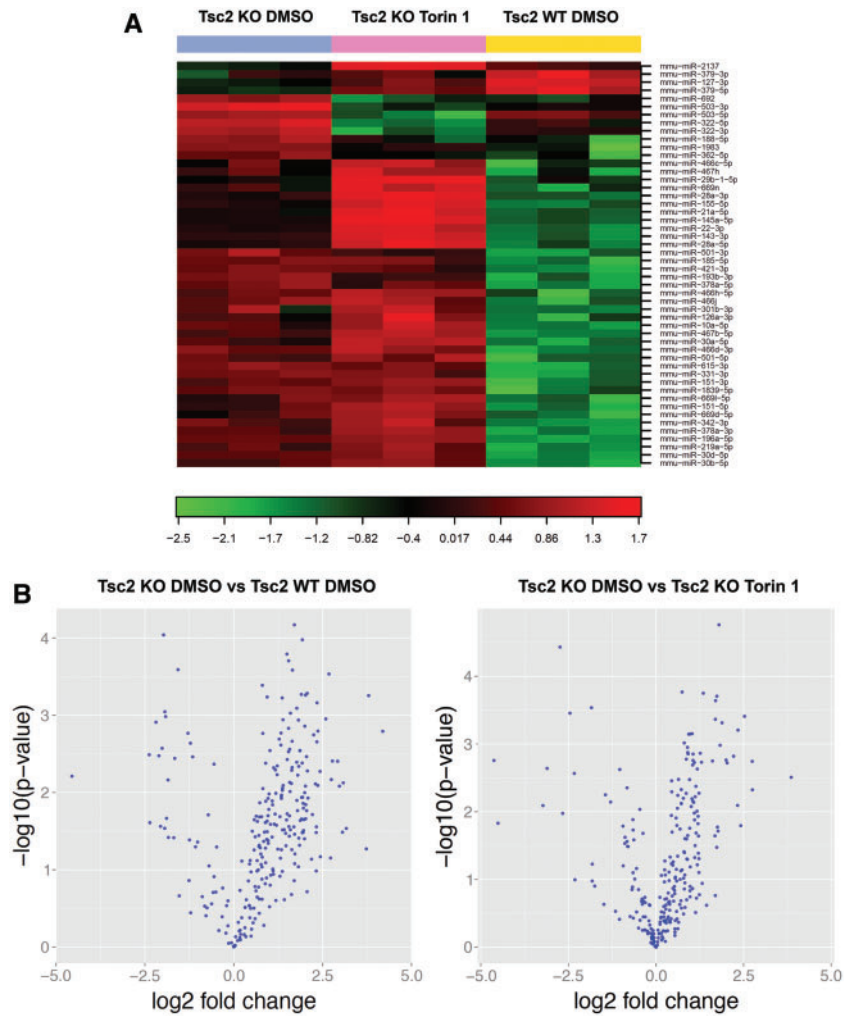 A
Tsc2 KO DMSO
Tsc2 KO Torin 1
Tsc2 WT DMSO
mmu-miR-2137
mmu-miR-379-3p
mmu-miR-127-3p
mmu-miR-379-5p
mmu-miR-692
mmu-miR-503-3p
mmu-miR-503-5p
mmu-miR-322-5p
mmu-miR-322-3p
mmu-miR-188-5p
mmu-miR-1983
mmu-miR-362-5p
mmu-miR-466c-5p
mmu-miR-467h
mmu-miR-29b-1-5p
mmu-miR-669n
mmu-miR-28a-3p
mmu-miR-155-5p
mmu-miR-21a-5p
mmu-miR-145a-5p
mmu-miR-22-3p
mmu-miR-143-3p
mmu-miR-28a-5p
mmu-miR-501-3p
mmu-miR-185-5p
mmu-miR-421-3p
mmu-miR-193b-3p
mmu-miR-378a-5p
mmu-miR-466h-5p
mmu-miR-466j
mmu-miR-301b-3p
mmu-miR-126a-3p
mmu-miR-10a-5p
mmu-miR-467b-5p
mmu-miR-30a-5p
mmu-miR-466d-3p
mmu-miR-501-5p
mmu-miR-615-3p
mmu-miR-331-3p
mmu-miR-151-3p
mmu-miR-1839-5p
mmu-miR-669l-5p
mmu-miR-151-5p
mmu-miR-669d-5p
mmu-miR-342-3p
mmu-miR-378a-3p
mmu-miR-196a-5p
mmu-miR-219a-5p
mmu-miR-30d-5p
mmu-miR-30b-5p
−2.5 −2.1 −1.7 −1.2 −0.82 −0.4 0.017 0.44 0.86 1.3 1.7
B
Tsc2 KO DMSO vs Tsc2 WT DMSO
4
3
2
1
0
−log10(p−value)
−5.0 −2.5 0.0 2.5 5.0
log2 fold change
Tsc2 KO DMSO vs Tsc2 KO Torin 1
4
3
2
1
0
−log10(p−value)
−5.0 −2.5 0.0 2.5 5.0
log2 fold change